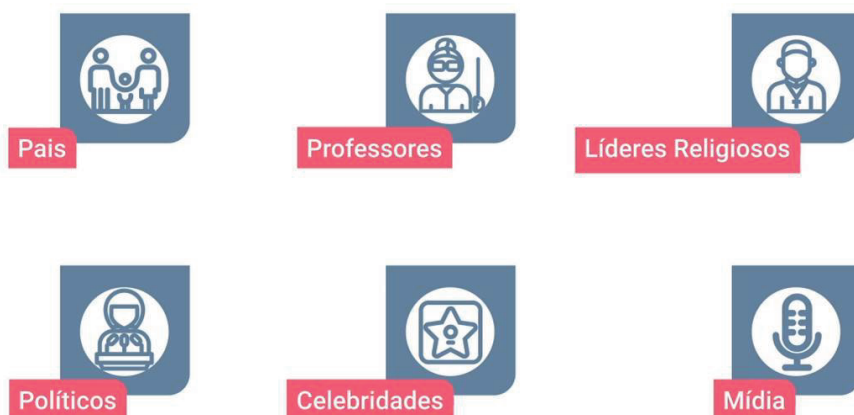 Pais
Professores
Líderes Religiosos
Políticos
Celebridades
Mídia